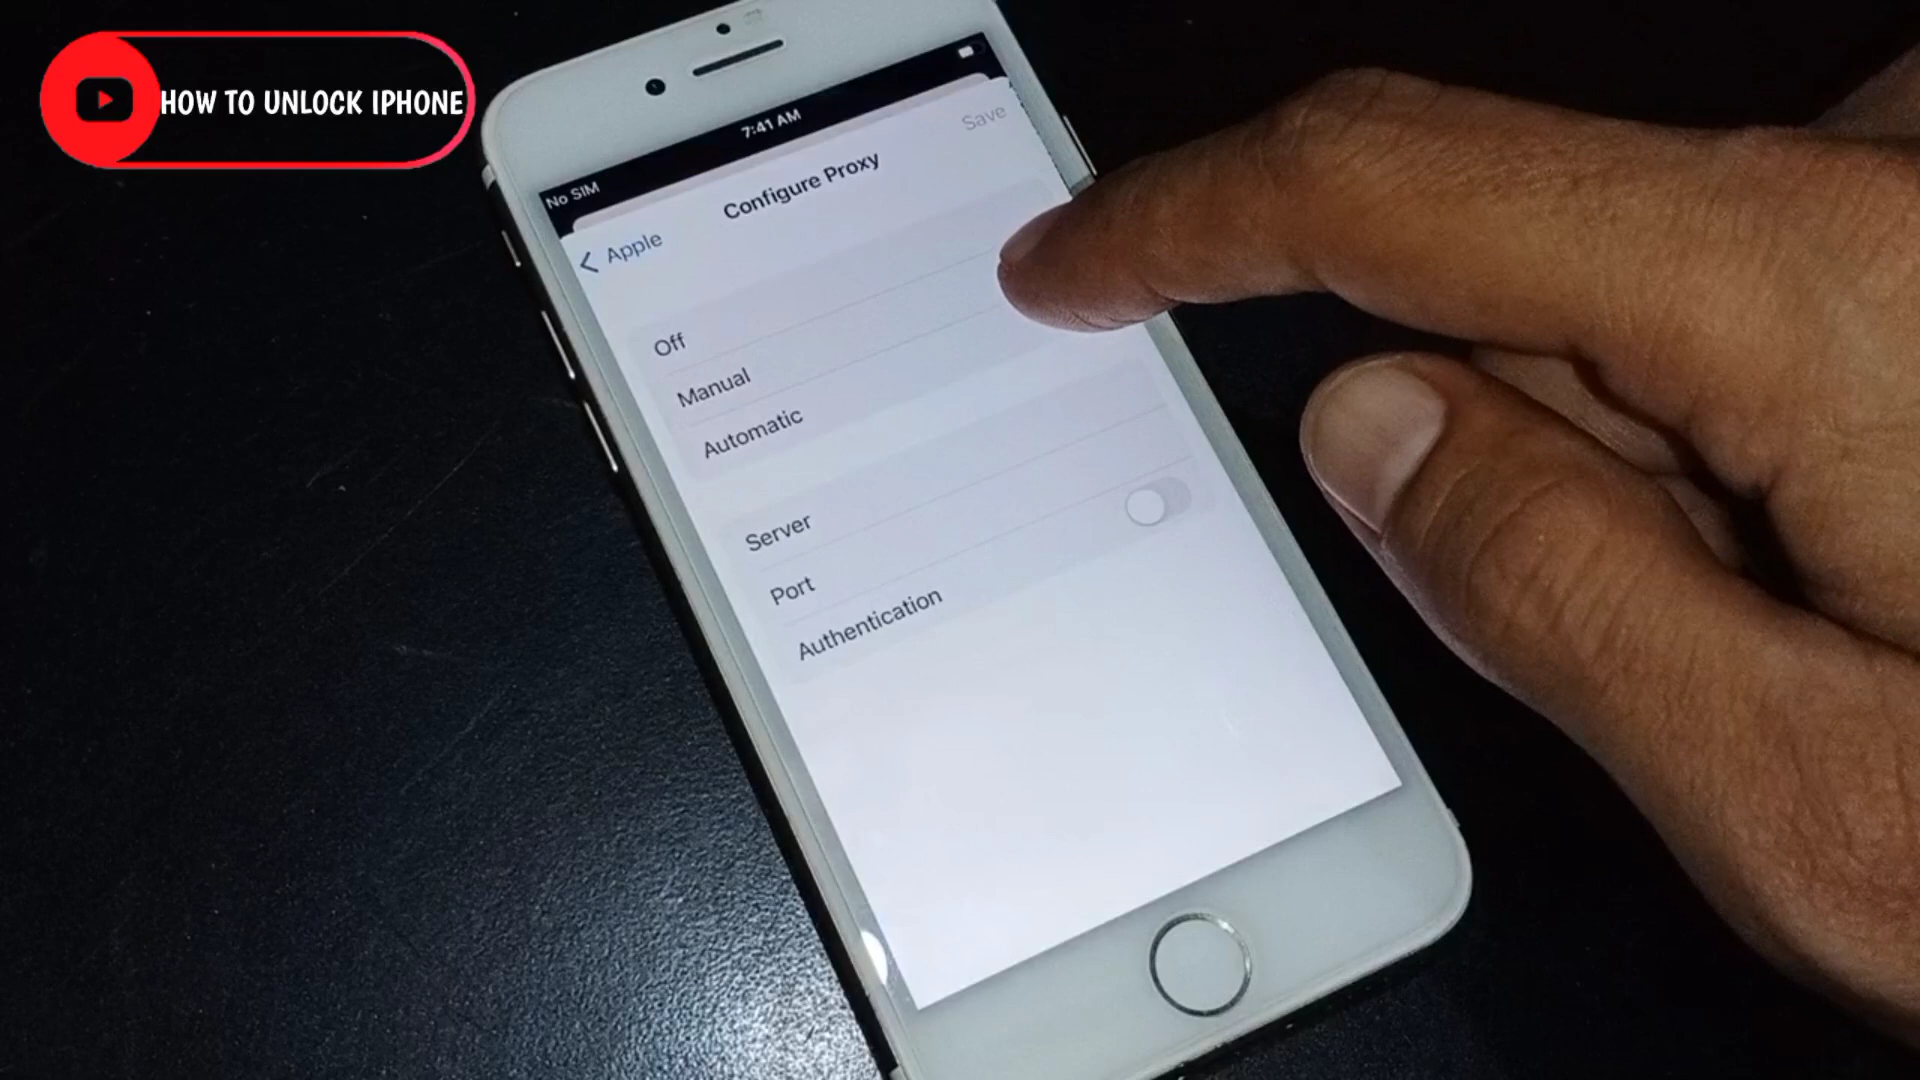 HOW TO UNLOCK IPHONE
No SIM
7:41 AM
Apple
Configure Proxy
Save
Off
Manual
Automatic
Server
Port
Authentication